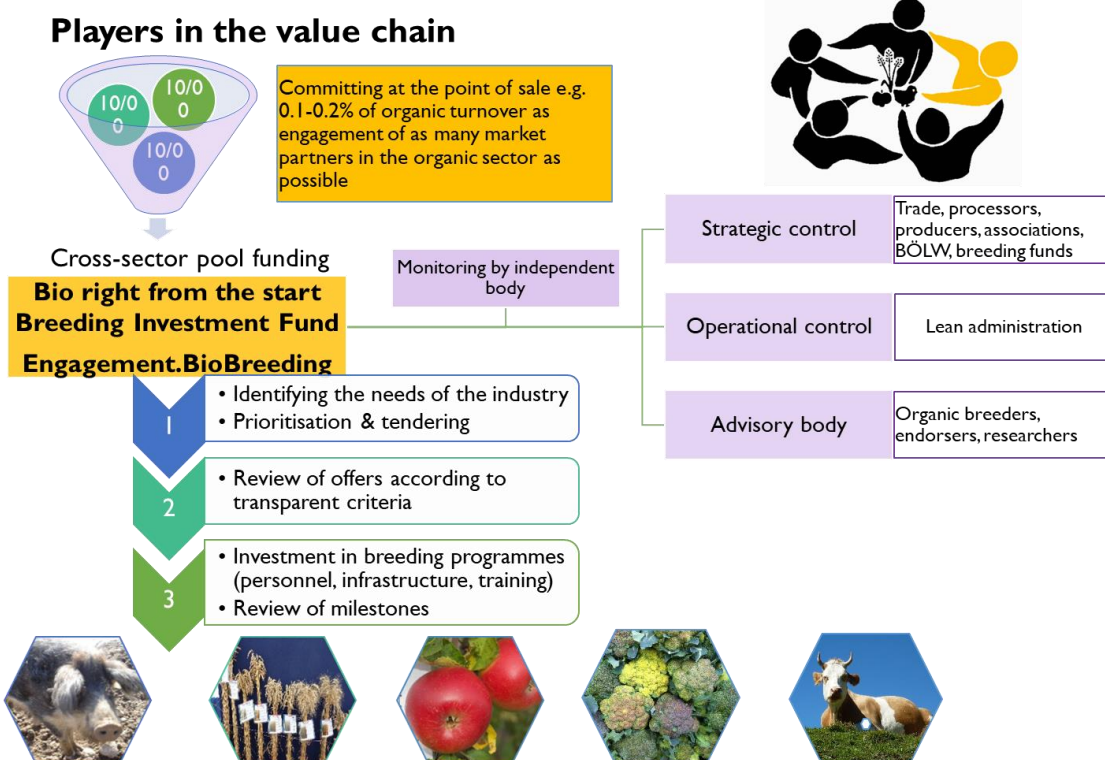 Players in the value chain
10/0
0
10/0
0
10/0
0
Committing at the point of sale e.g.
0.1-0.2% of organic turnover as
engagement of as many market
partners in the organic sector as
possible
Cross-sector pool funding
Bio right from the start
Breeding Investment Fund
Engagement.BioBreeding
Monitoring by independent
body
Strategic control
Trade, processors,
producers, associations,
BÖLW, breeding funds
Operational control
Lean administration
Advisory body
Organic breeders,
endorsers, researchers
1
• Identifying the needs of the industry
• Prioritisation & tendering
2
• Review of offers according to
transparent criteria
3
• Investment in breeding programmes
(personnel, infrastructure, training)
• Review of milestones